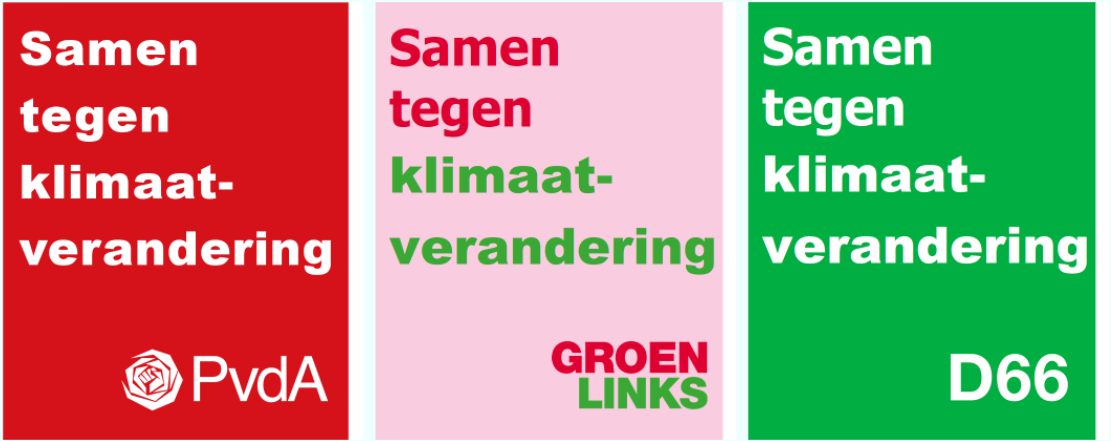 Samen
tegen
klimaat-
verandering
PvdA
Samen
tegen
klimaat-
verandering
GROEN
LINKS
Samen
tegen
klimaat-
verandering
D66